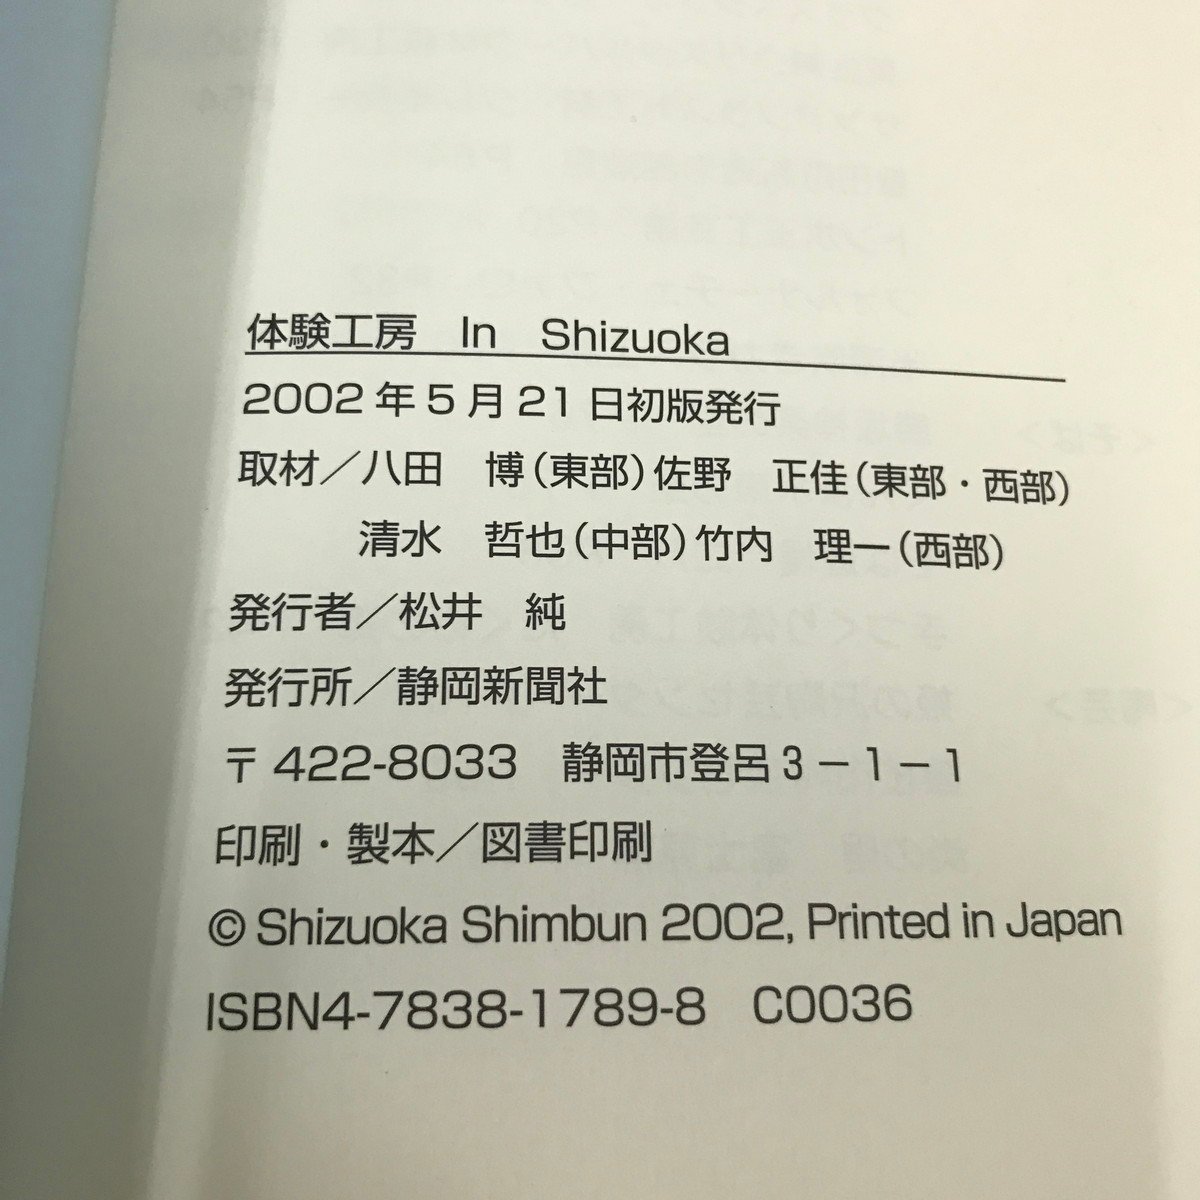 体験工房　In　Shizuoka
2002年5月21日初版発行
取材／八田　博（東部）佐野　正佳（東部・西部）
清水　哲也（中部）竹内　理一（西部）
発行者／松井　純
発行所／静岡新聞社
〒422-8033　静岡市登呂3－1－1
印刷・製本／図書印刷
© Shizuoka Shimbun 2002, Printed in Japan
ISBN4-7838-1789-8　C0036